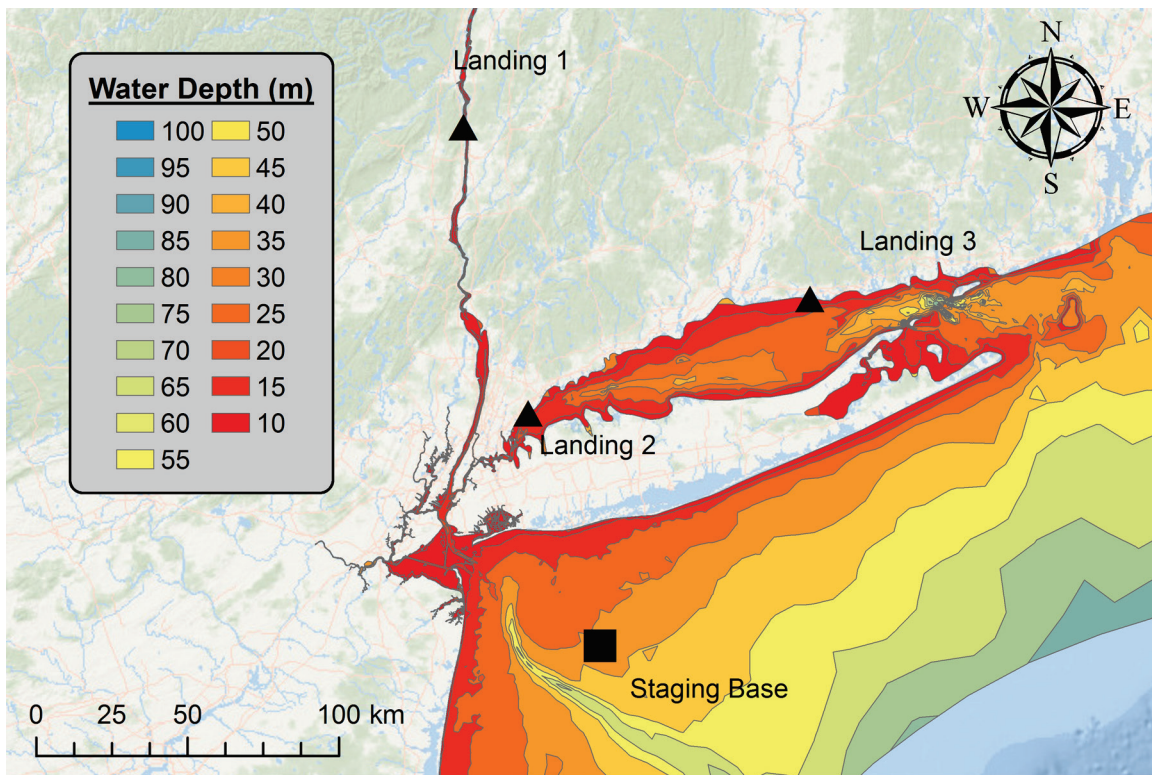 Landing 1
N
W E
S
Water Depth (m)
100 50
95 45
90 40
85 35
80 30
75 25
70 20
65 15
60 10
55
Landing 3
Landing 2
Staging Base
0 25 50 100 km